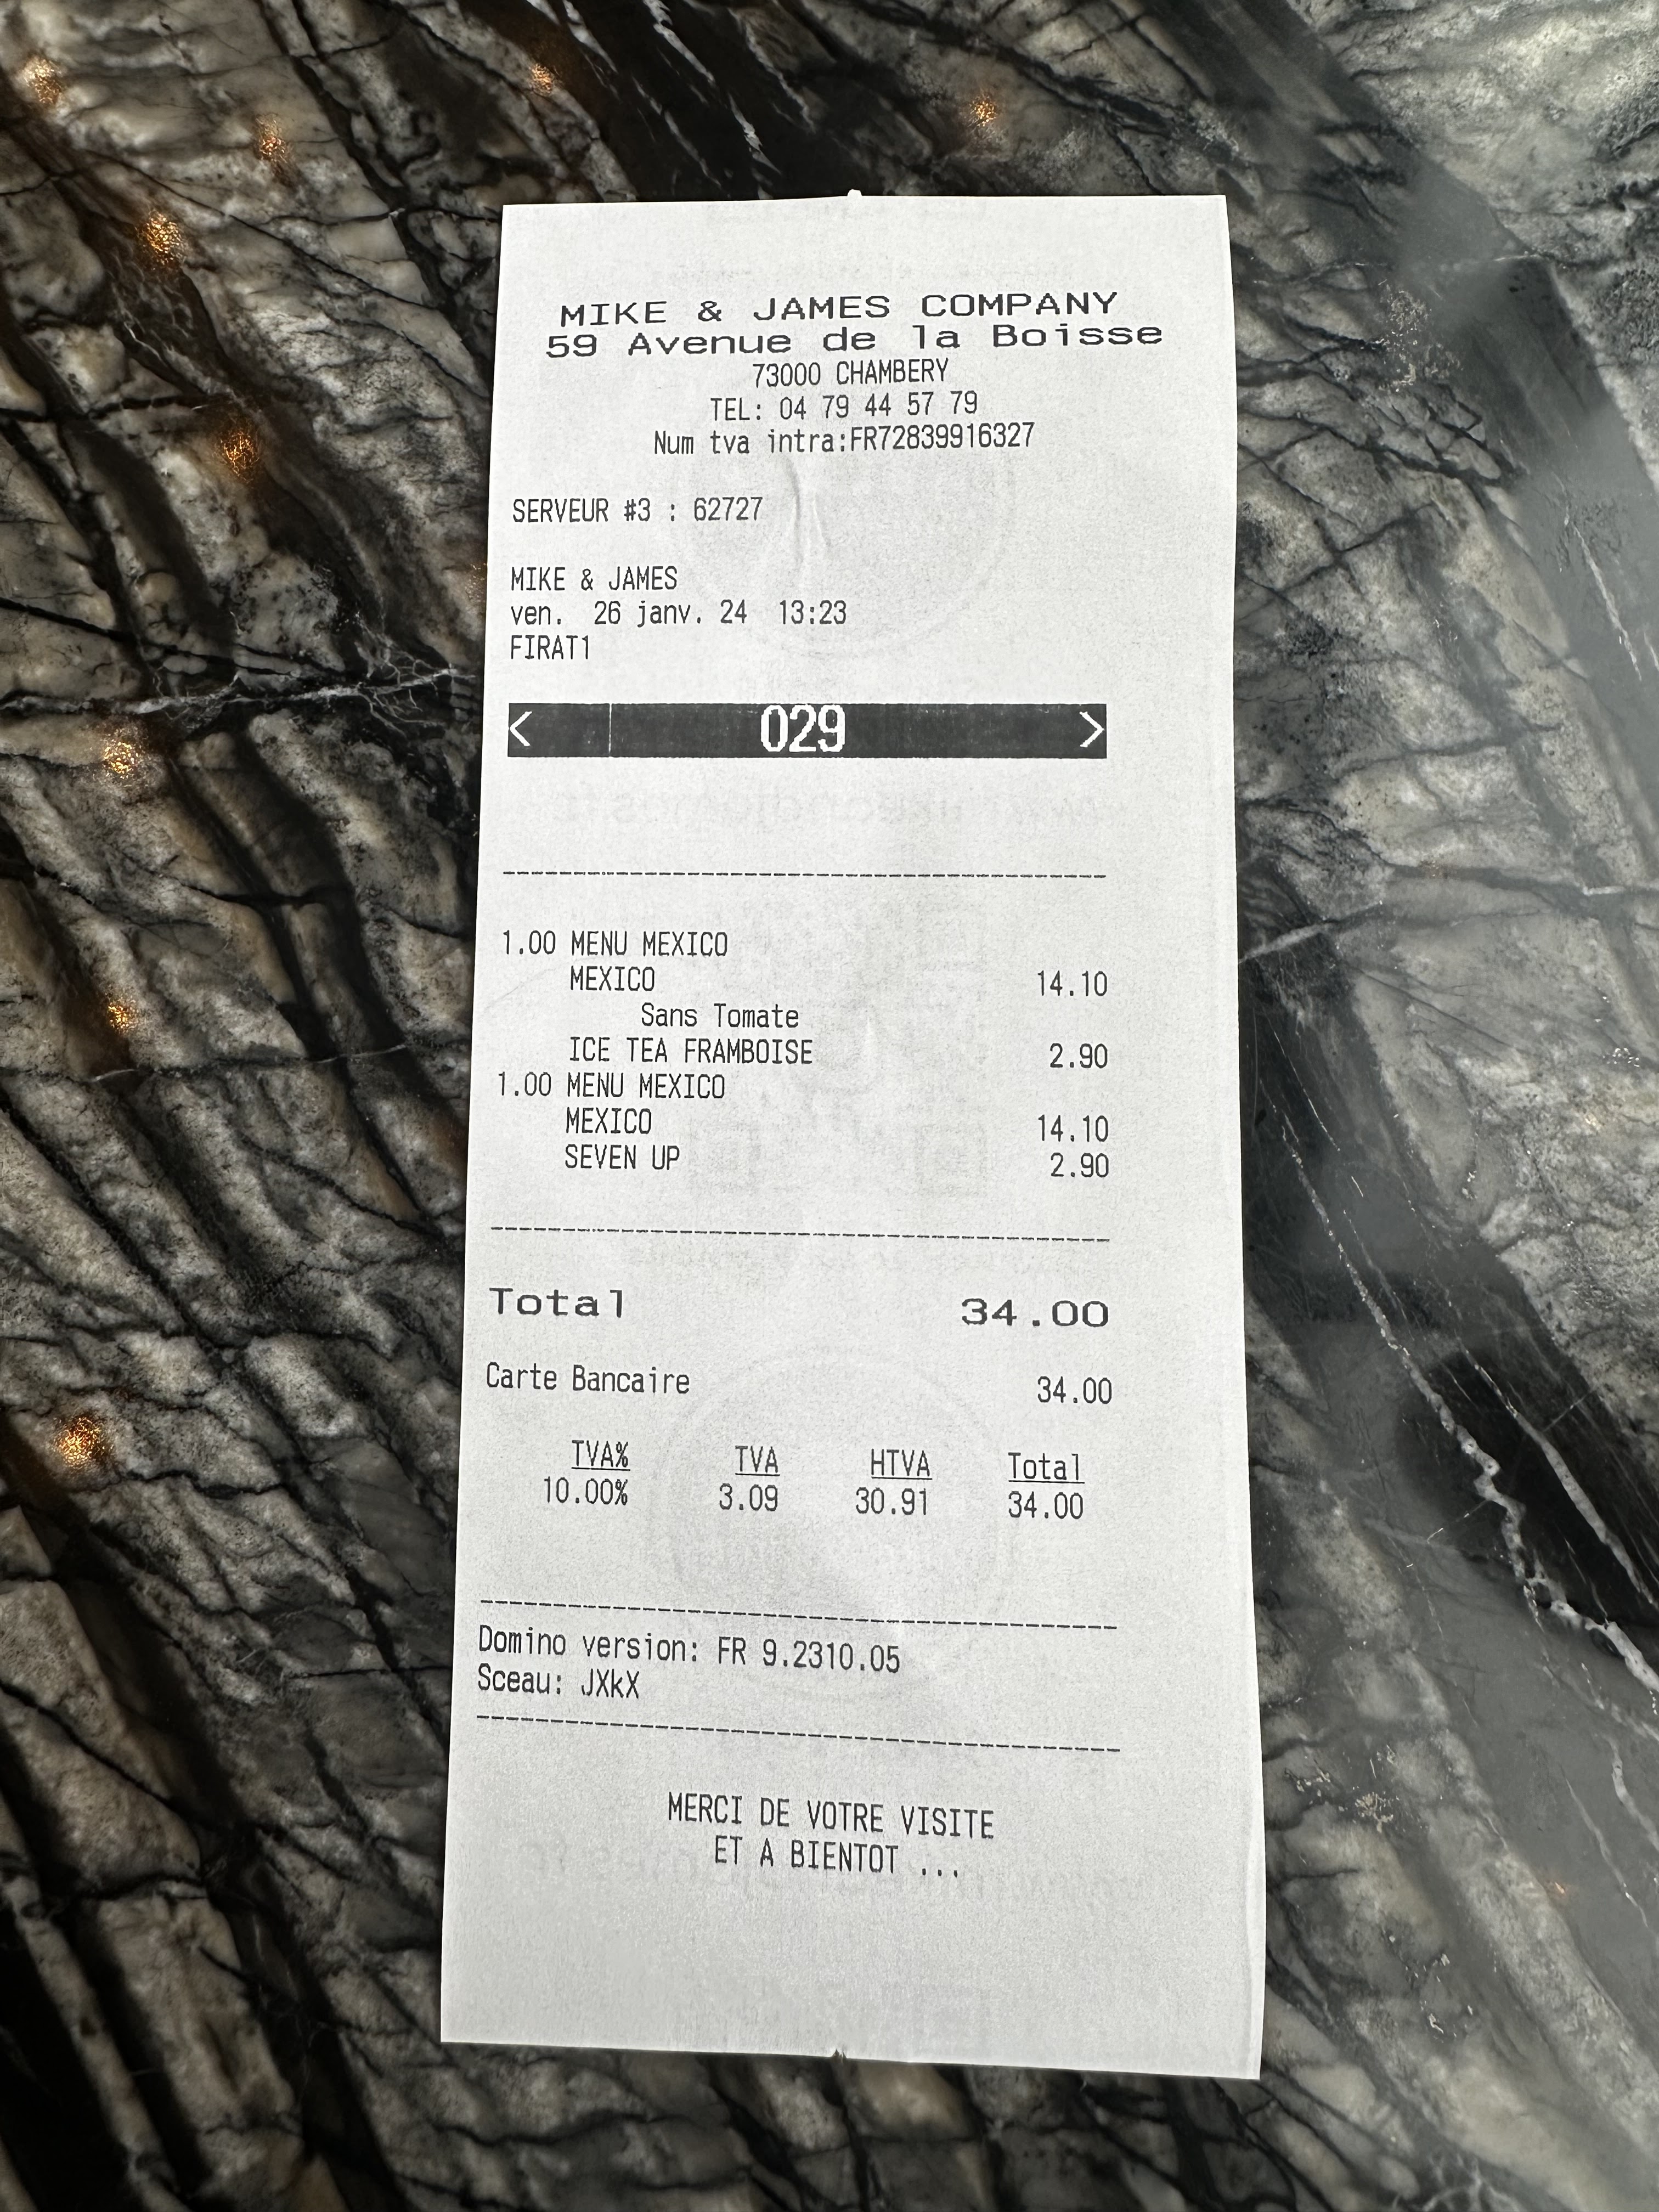 MIKE & JAMES COMPANY
59 Avenue de la Boisse
73000 CHAMBERY
TEL: 04 79 44 57 79
Num tva intra:FR72839916327
SERVEUR #3 : 62727
MIKE & JAMES
ven. 26 janv. 24 13:23
FIRAT1
< 029 >
1.00 MENU MEXICO
MEXICO 14.10
Sans Tomate
ICE TEA FRAMBOISE 2.90
1.00 MENU MEXICO
MEXICO 14.10
SEVEN UP 2.90
Total 34.00
Carte Bancaire 34.00
TVA% TVA HTVA Total
10.00% 3.09 30.91 34.00
Domino version: FR 9.2310.05
Sceau: JXkX
MERCI DE VOTRE VISITE
ET A BIENTOT ...